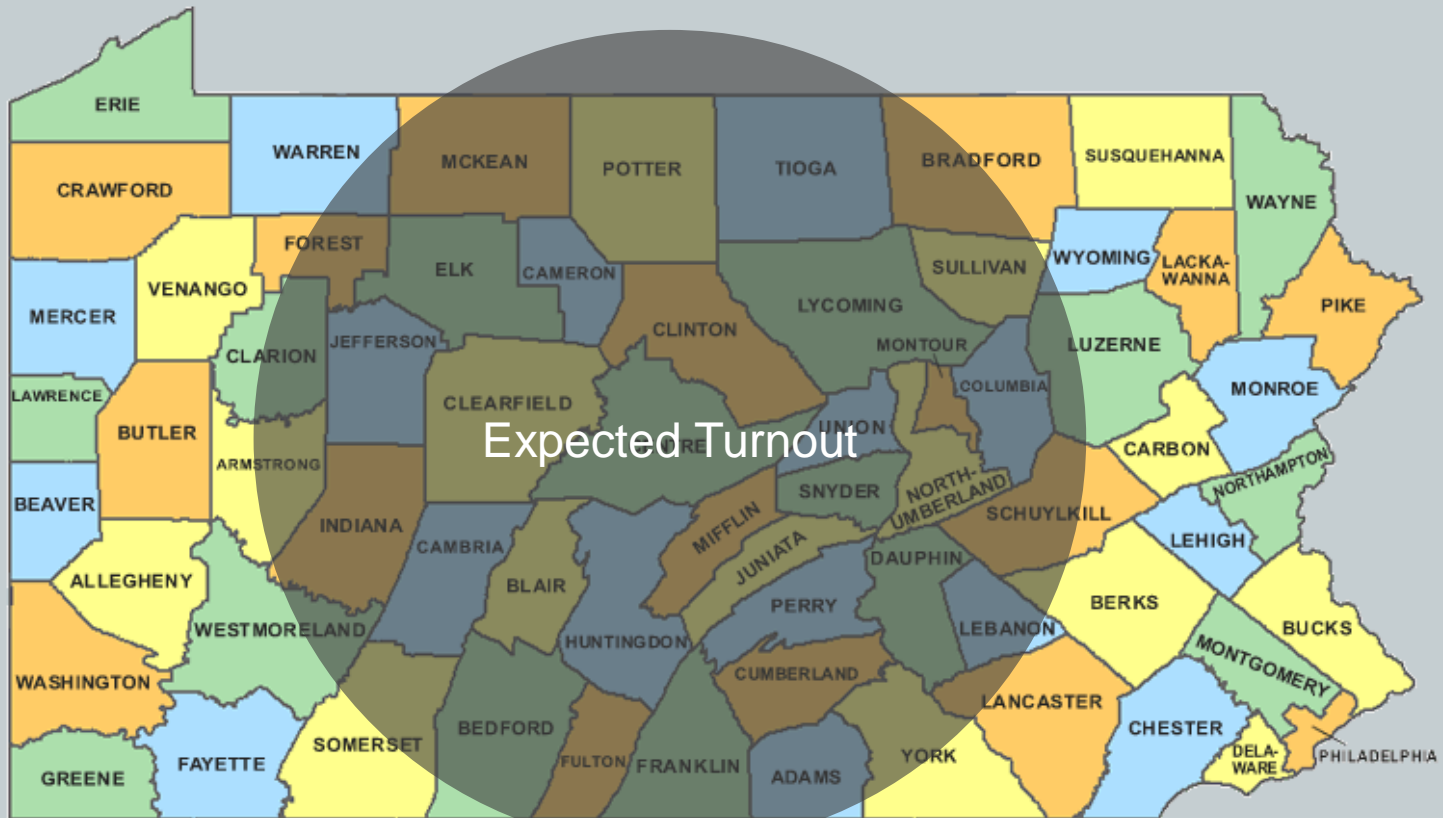 ERIE
WARREN
MCKEAN
POTTER
TIOGA
BRADFORD
SUSQUEHANNA
CRAWFORD
WAYNE
FOREST
ELK
CAMERON
SULLIVAN
WYOMING
LACKA-
WANNA
VENANGO
MERCER
LYCOMING
PIKE
CLINTON
JEFFERSON
CLARION
MONTOUR
LUZERNE
COLUMBIA
MONROE
LAWRENCE
CLEARFIELD
BUTLER
UNION
Expected Turnout
CARBON
ARMSTRONG
NORTHAMPTON
SNYDER
NORTH-
UMBERLAND
BEAVER
INDIANA
MIFFLIN
SCHUYLKILL
LEHIGH
CAMBRIA
JUNIATA
DAUPHIN
ALLEGHENY
BLAIR
PERRY
BERKS
WESTMORELAND
HUNTINGDON
LEBANON
BUCKS
MONTGOMERY
WASHINGTON
CUMBERLAND
LANCASTER
BEDFORD
CHESTER
SOMERSET
YORK
PHILADELPHIA
DELA-
WARE
FAYETTE
FULTON
FRANKLIN
ADAMS
GREENE